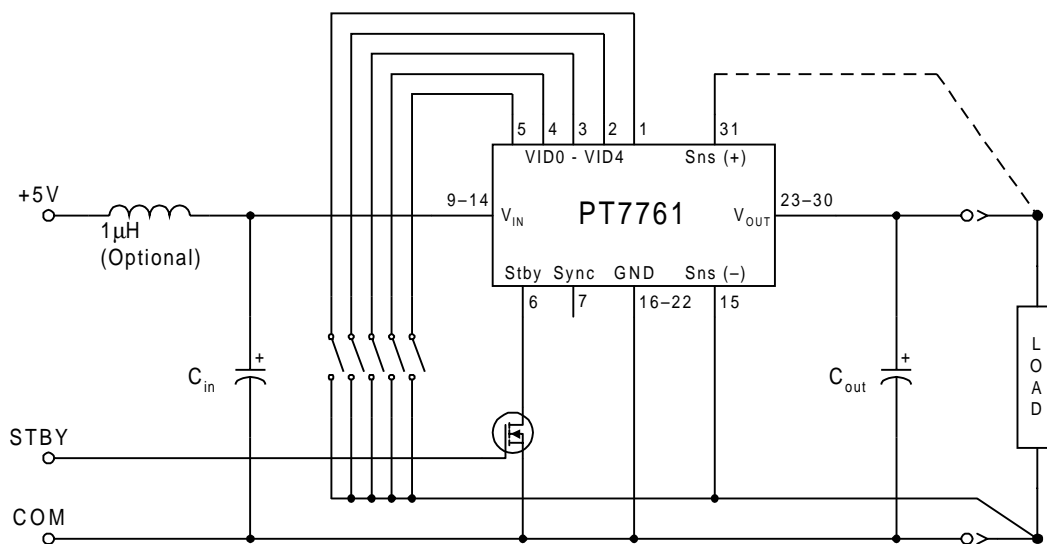 5 4 3 2 1 31
VID0 - VID4 Sns (+)
+5V
9–14 V_IN PT7761 V_OUT 23–30
1µH
(Optional)
Stby Sync GND Sns (–)
6 7 16–22 15
C_in +
C_out +
LOAD
STBY
COM